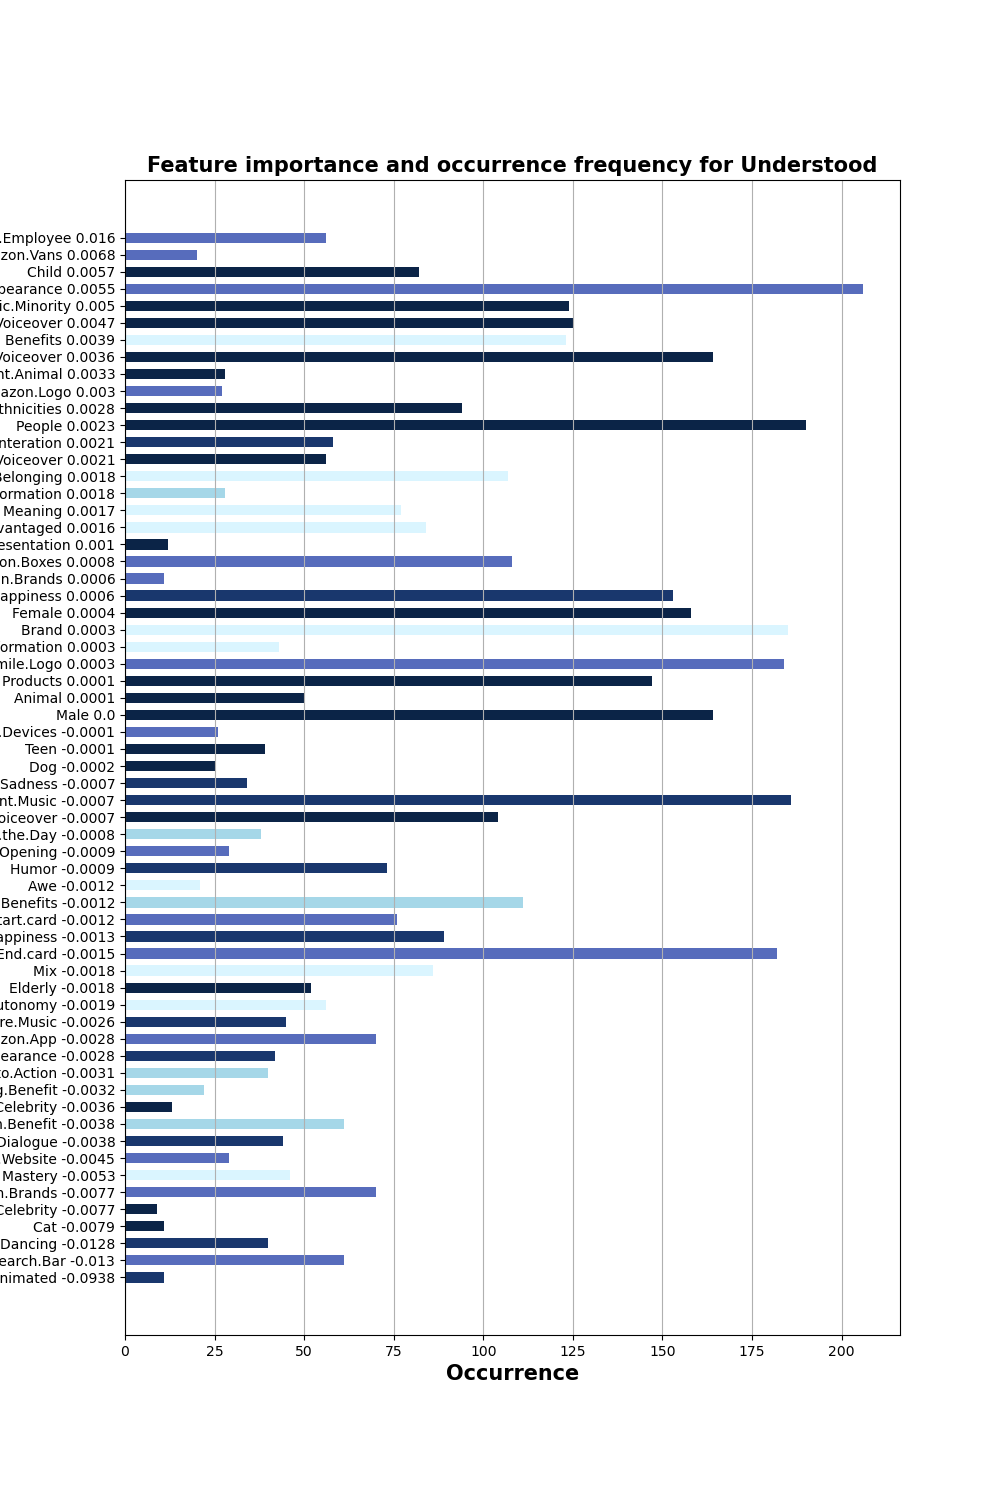 Feature importance and occurrence frequency for Understood
.Employee 0.016
zon.Vans 0.0068
Child 0.0057
pearance 0.0055
ic.Minority 0.005
Voiceover 0.0047
Benefits 0.0039
Voiceover 0.0036
nt.Animal 0.0033
azon.Logo 0.003
thnicities 0.0028
People 0.0023
nteration 0.0021
Voiceover 0.0021
Belonging 0.0018
ormation 0.0018
Meaning 0.0017
vantaged 0.0016
esentation 0.001
on.Boxes 0.0008
n.Brands 0.0006
appiness 0.0006
Female 0.0004
Brand 0.0003
ormation 0.0003
mile.Logo 0.0003
Products 0.0001
Animal 0.0001
Male 0.0
.Devices -0.0001
Teen -0.0001
Dog -0.0002
Sadness -0.0007
nt.Music -0.0007
oiceover -0.0007
.the.Day -0.0008
Opening -0.0009
Humor -0.0009
Awe -0.0012
Benefits -0.0012
tart.card -0.0012
appiness -0.0013
End.card -0.0015
Mix -0.0018
Elderly -0.0018
utonomy -0.0019
re.Music -0.0026
zon.App -0.0028
earance -0.0028
to.Action -0.0031
g.Benefit -0.0032
Celebrity -0.0036
n.Benefit -0.0038
Dialogue -0.0038
.Website -0.0045
Mastery -0.0053
n.Brands -0.0077
Celebrity -0.0077
Cat -0.0079
Dancing -0.0128
earch.Bar -0.013
nimated -0.0938
0 25 50 75 100 125 150 175 200
Occurrence